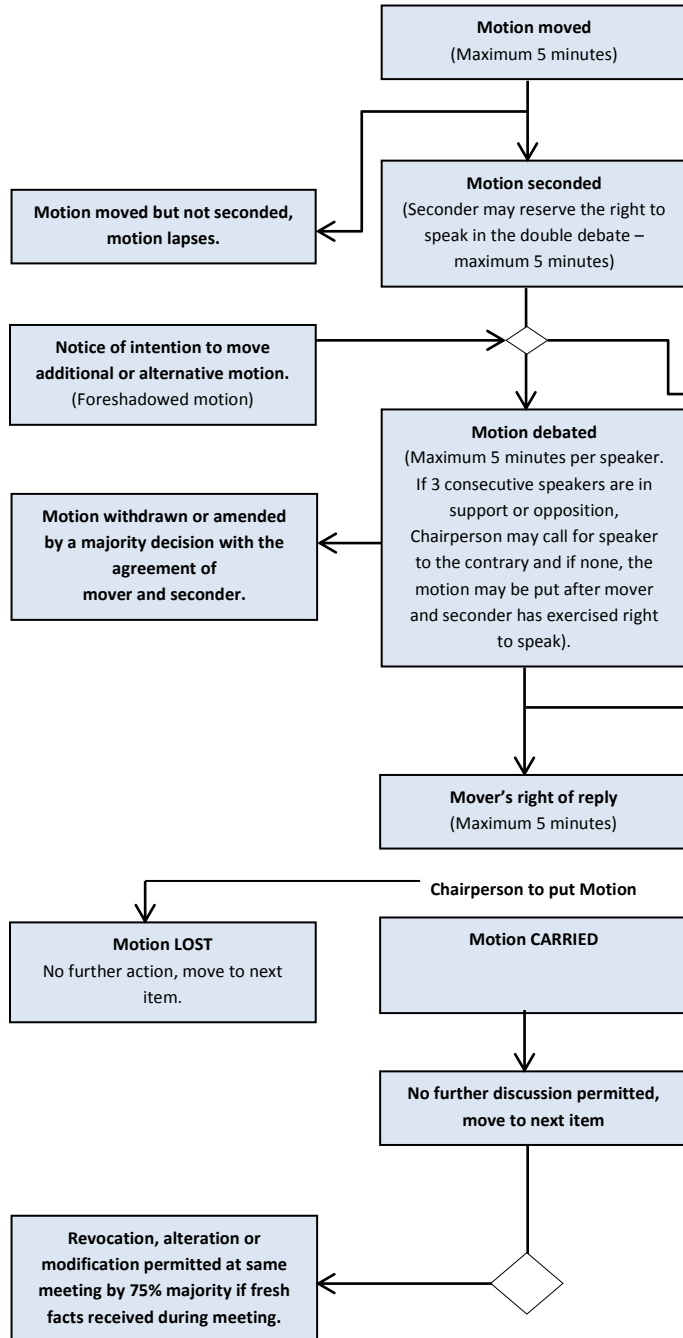 Motion moved
(Maximum 5 minutes)
Motion seconded
(Seconder may reserve the right to
speak in the double debate –
maximum 5 minutes)
Motion moved but not seconded,
motion lapses.
Notice of intention to move
additional or alternative motion.
(Foreshadowed motion)
Motion debated
(Maximum 5 minutes per speaker.
If 3 consecutive speakers are in
support or opposition,
Chairperson may call for speaker
to the contrary and if none, the
motion may be put after mover
and seconder has exercised right
to speak).
Motion withdrawn or amended
by a majority decision with the
agreement of
mover and seconder.
Mover’s right of reply
(Maximum 5 minutes)
Chairperson to put Motion
Motion LOST
No further action, move to next
item.
Motion CARRIED
No further discussion permitted,
move to next item
Revocation, alteration or
modification permitted at same
meeting by 75% majority if fresh
facts received during meeting.